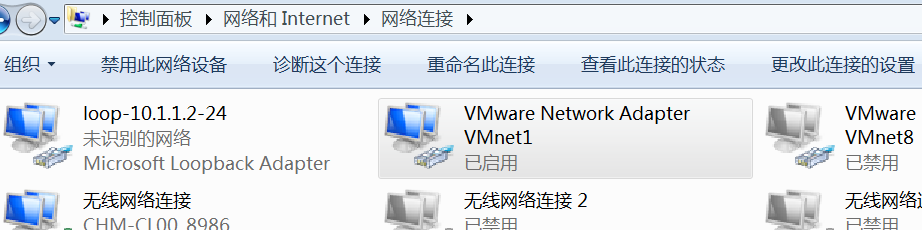 控制面板 网络和 Internet 网络连接
组织 禁用此网络设备 诊断这个连接 重命名此连接 查看此连接的状态 更改此连接的设置
loop-10.1.1.2-24
未识别的网络
Microsoft Loopback Adapter
VMware Network Adapter
VMnet1
已启用
VMware
VMnet8
已禁用
无线网络连接
CHM-CL00_8986
无线网络连接 2
已禁用
无线网络
已禁用